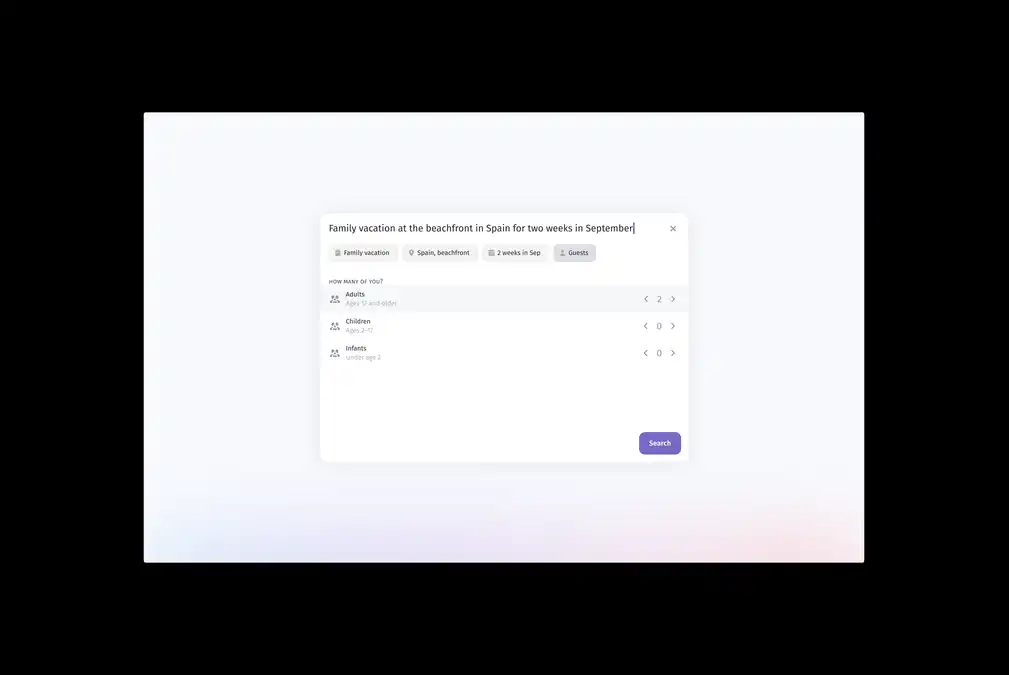 Family vacation at the beachfront in Spain for two weeks in September
Family vacation
Spain, beachfront
2 weeks in Sep
Guests
HOW MANY OF YOU?
Adults
Ages 12 and older
2
Children
Ages 2-11
0
Infants
under age 2
0
Search